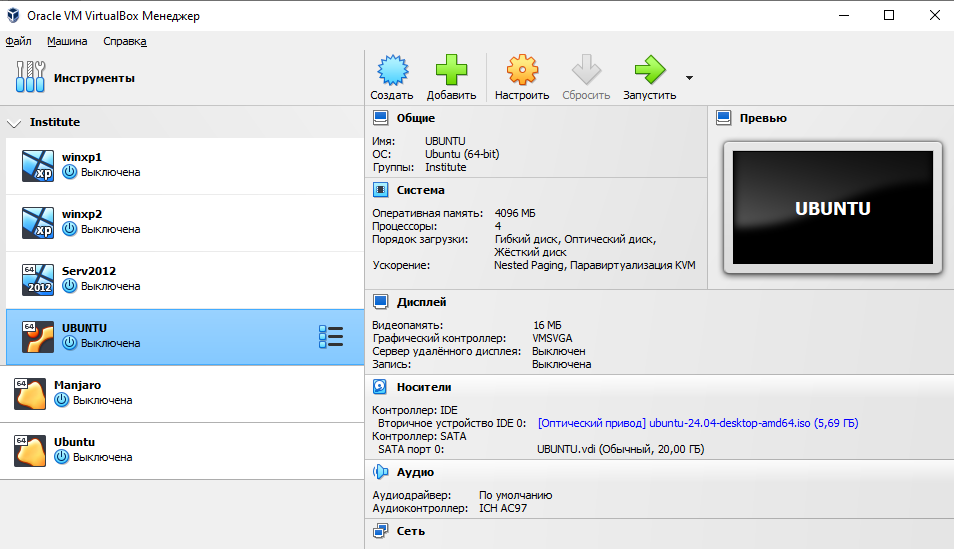 Oracle VM VirtualBox Менеджер
Файл Машина Справка
Инструменты
Создать Добавить Настроить Сбросить Запустить
Institute
xp
winxp1
Выключена
xp
winxp2
Выключена
64
2012
Serv2012
Выключена
64
UBUNTU
Выключена
64
Manjaro
Выключена
64
Ubuntu
Выключена
Общие
Имя: UBUNTU
ОС: Ubuntu (64-bit)
Группы: Institute
Система
Оперативная память: 4096 МБ
Процессоры: 4
Порядок загрузки: Гибкий диск, Оптический диск,
Жёсткий диск
Ускорение: Nested Paging, Паравиртуализация KVM
Превью
UBUNTU
Дисплей
Видеопамять: 16 МБ
Графический контроллер: VMSVGA
Сервер удалённого дисплея: Выключен
Запись: Выключена
Носители
Контроллер: IDE
Вторичное устройство IDE 0: [Оптический привод] ubuntu-24.04-desktop-amd64.iso (5,69 ГБ)
Контроллер: SATA
SATA порт 0: UBUNTU.vdi (Обычный, 20,00 ГБ)
Аудио
Аудиодрайвер: По умолчанию
Аудиоконтроллер: ICH AC97
Сеть